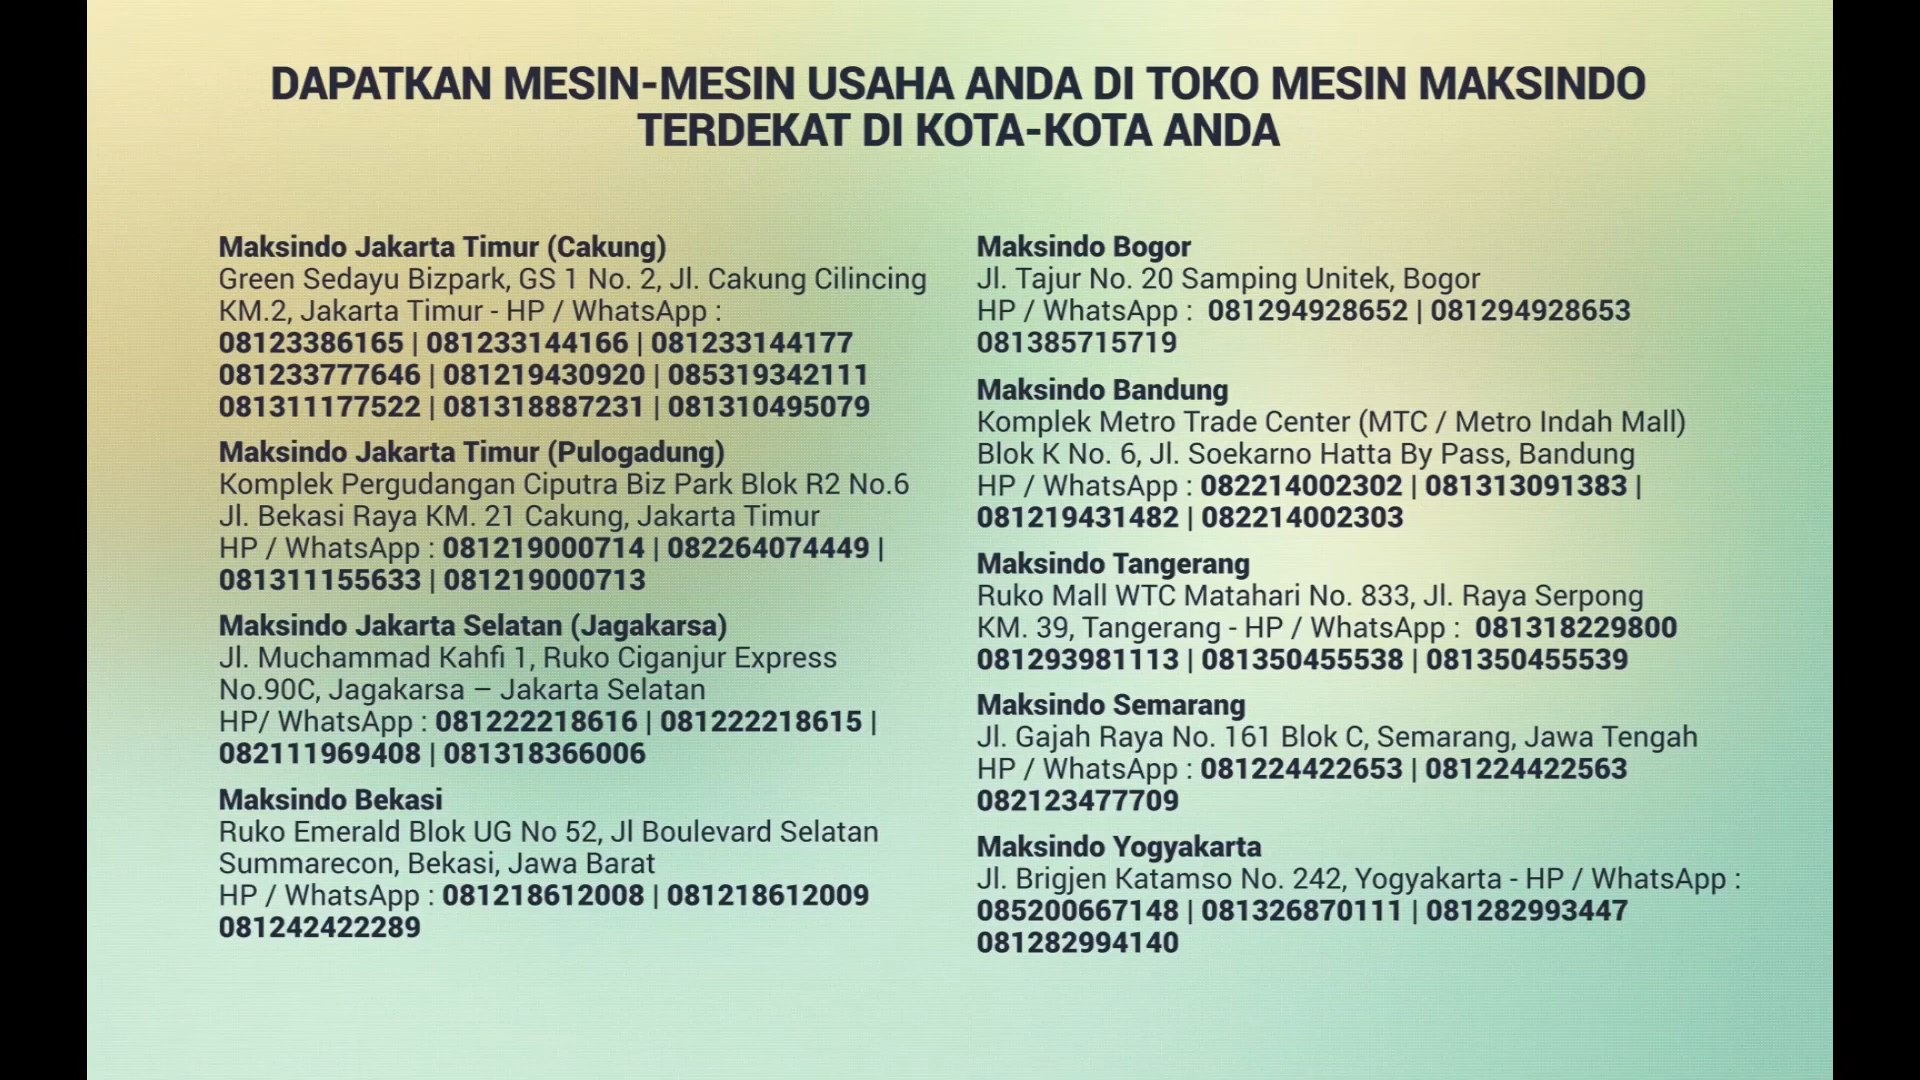 DAPATKAN MESIN-MESIN USAHA ANDA DI TOKO MESIN MAKSINDO
TERDEKAT DI KOTA-KOTA ANDA
Maksindo Jakarta Timur (Cakung)
Green Sedayu Bizpark, GS 1 No. 2, Jl. Cakung Cilincing
KM.2, Jakarta Timur - HP / WhatsApp :
08123386165 | 081233144166 | 081233144177
081233777646 | 081219430920 | 085319342111
081311177522 | 081318887231 | 081310495079
Maksindo Jakarta Timur (Pulogadung)
Komplek Pergudangan Ciputra Biz Park Blok R2 No.6
Jl. Bekasi Raya KM. 21 Cakung, Jakarta Timur
HP / WhatsApp : 081219000714 | 082264074449 |
081311155633 | 081219000713
Maksindo Jakarta Selatan (Jagakarsa)
Jl. Muchammad Kahfi 1, Ruko Ciganjur Express
No.90C, Jagakarsa – Jakarta Selatan
HP/ WhatsApp : 081222218616 | 081222218615 |
082111969408 | 081318366006
Maksindo Bekasi
Ruko Emerald Blok UG No 52, Jl Boulevard Selatan
Summarecon, Bekasi, Jawa Barat
HP / WhatsApp : 081218612008 | 081218612009
081242422289
Maksindo Bogor
Jl. Tajur No. 20 Samping Unitek, Bogor
HP / WhatsApp : 081294928652 | 081294928653
081385715719
Maksindo Bandung
Komplek Metro Trade Center (MTC / Metro Indah Mall)
Blok K No. 6, Jl. Soekarno Hatta By Pass, Bandung
HP / WhatsApp : 082214002302 | 081313091383 |
081219431482 | 082214002303
Maksindo Tangerang
Ruko Mall WTC Matahari No. 833, Jl. Raya Serpong
KM. 39, Tangerang - HP / WhatsApp : 081318229800
081293981113 | 081350455538 | 081350455539
Maksindo Semarang
Jl. Gajah Raya No. 161 Blok C, Semarang, Jawa Tengah
HP / WhatsApp : 081224422653 | 081224422563
082123477709
Maksindo Yogyakarta
Jl. Brigjen Katamso No. 242, Yogyakarta - HP / WhatsApp :
085200667148 | 081326870111 | 081282993447
081282994140